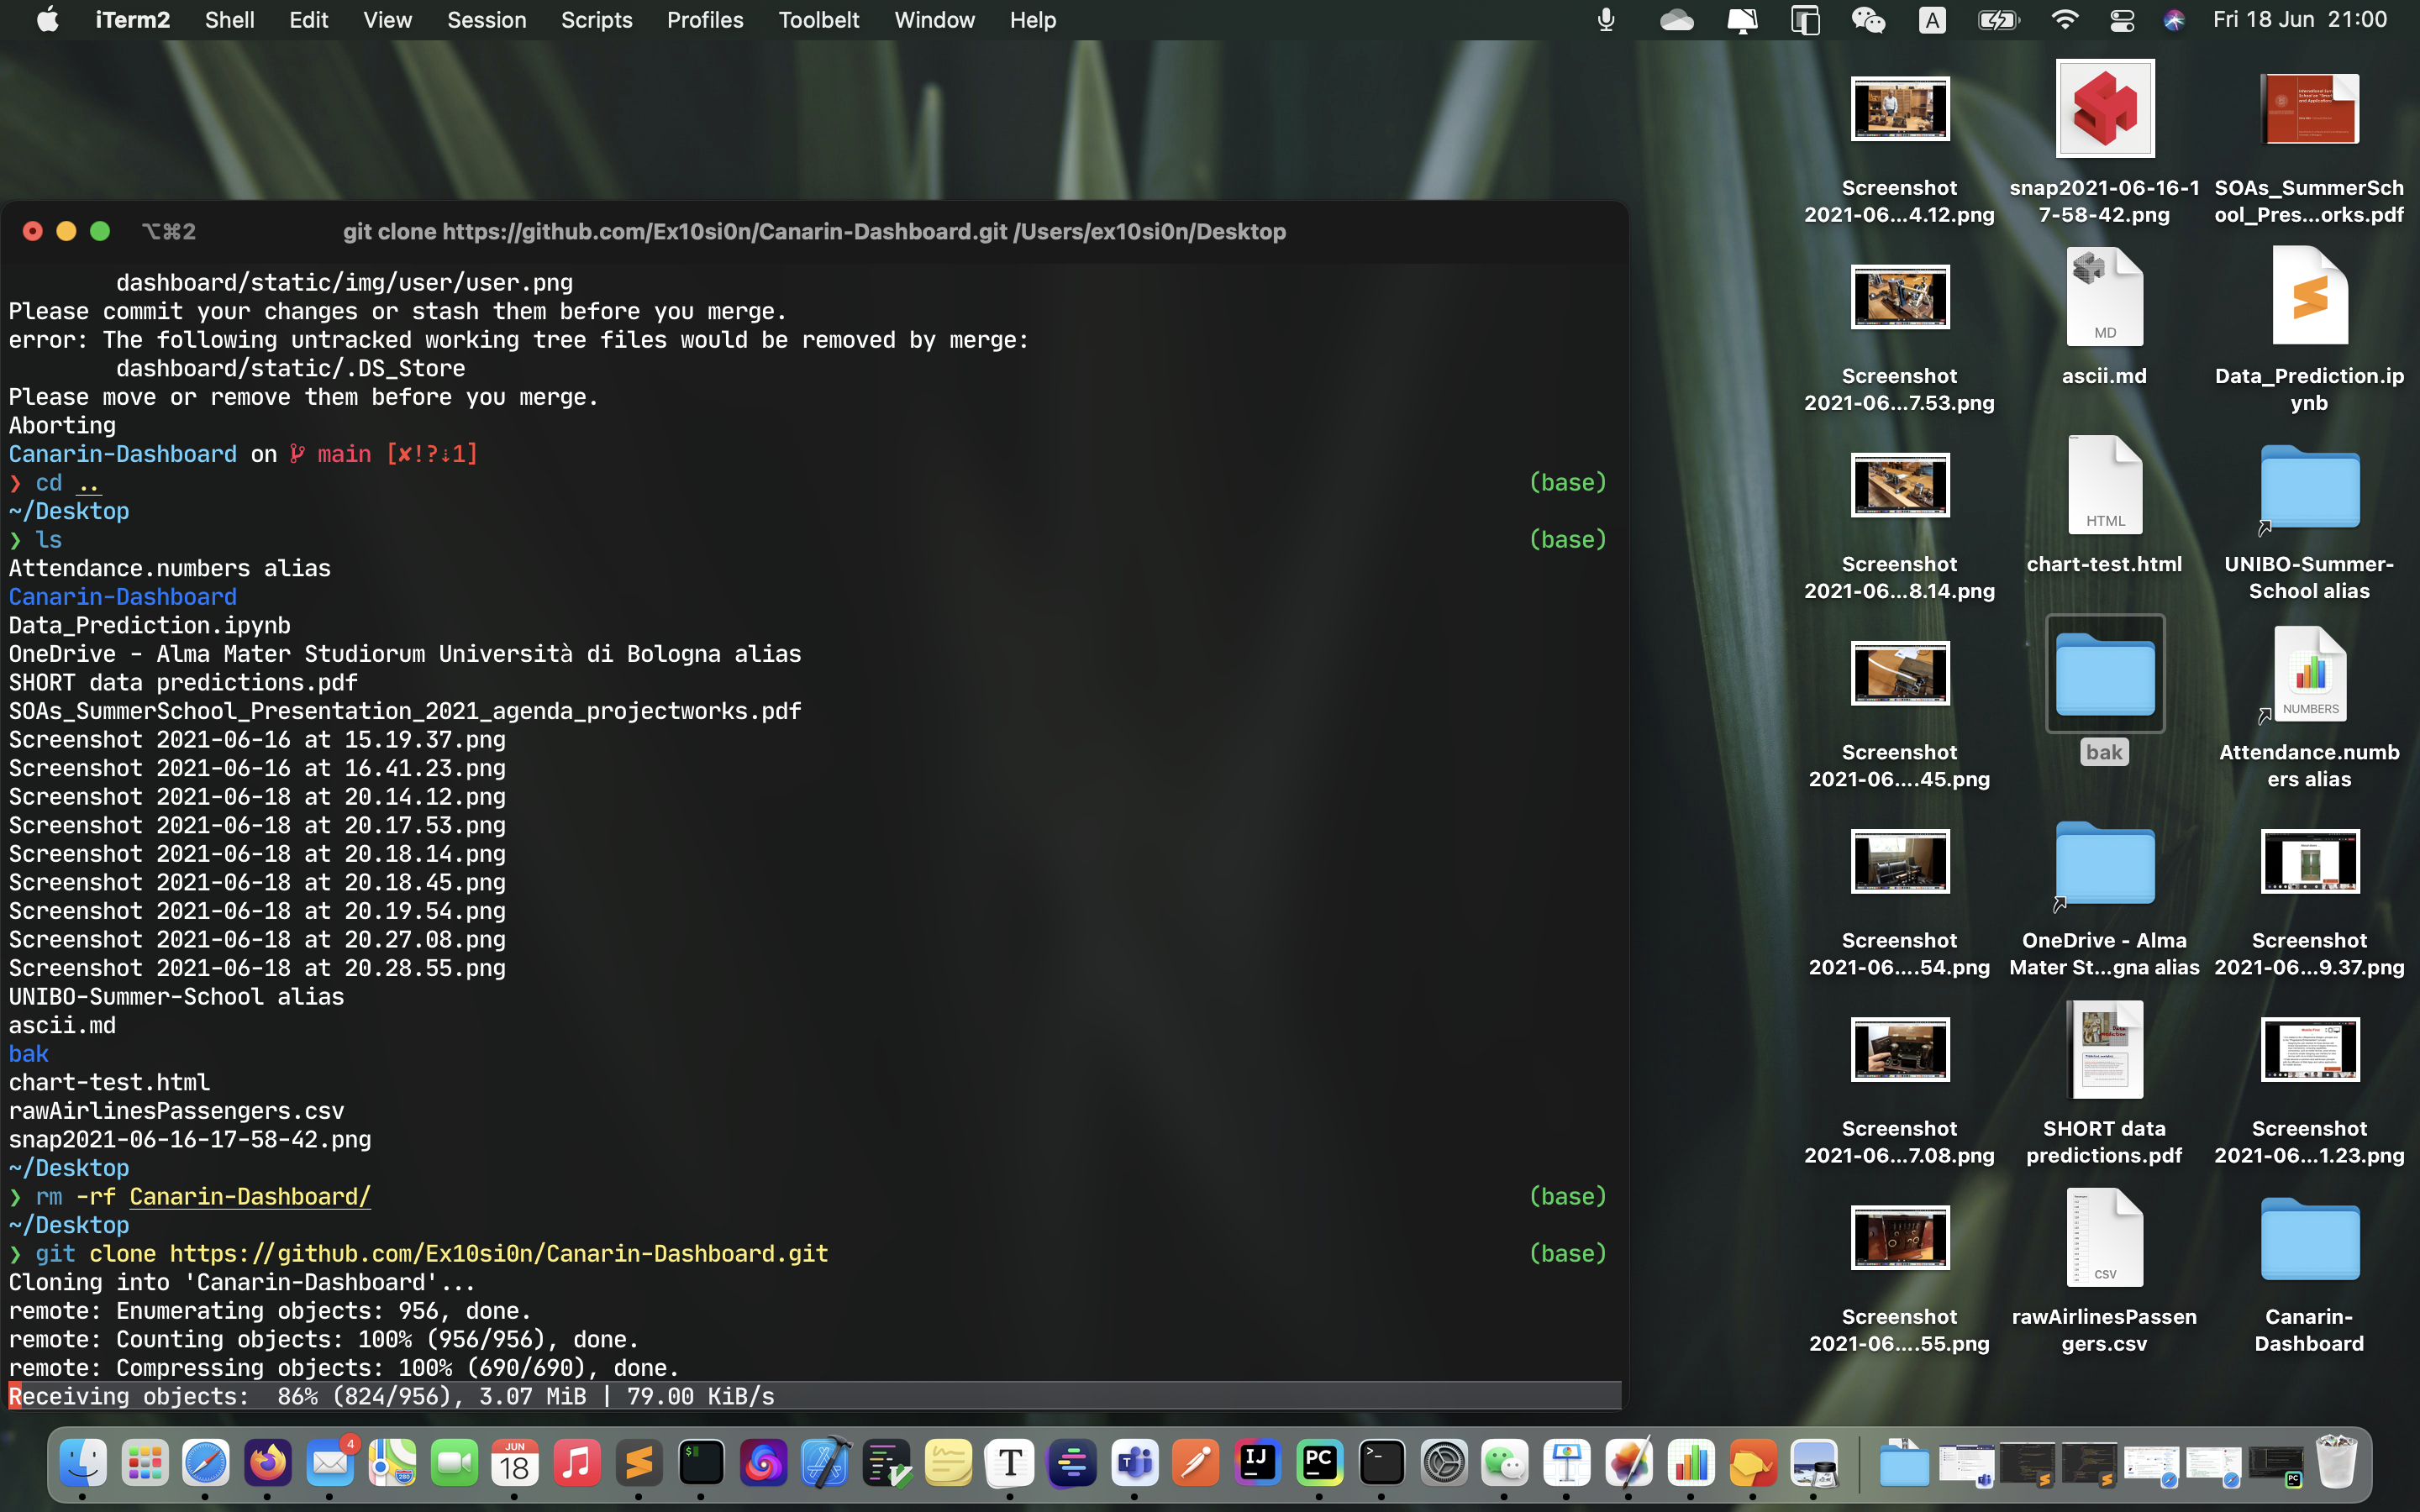 iTerm2 Shell Edit View Session Scripts Profiles Toolbelt Window Help A Fri 18 Jun 21:00
⌥⌘2 git clone https://github.com/Ex10si0n/Canarin-Dashboard.git /Users/ex10si0n/Desktop
dashboard/static/img/user/user.png
Please commit your changes or stash them before you merge.
error: The following untracked working tree files would be removed by merge:
dashboard/static/.DS_Store
Please move or remove them before you merge.
Aborting
Canarin-Dashboard on main [✘!?⇣1]
❯ cd .. (base)
~/Desktop
❯ ls (base)
Attendance.numbers alias
Canarin-Dashboard
Data_Prediction.ipynb
OneDrive - Alma Mater Studiorum Università di Bologna alias
SHORT data predictions.pdf
SOAs_SummerSchool_Presentation_2021_agenda_projectworks.pdf
Screenshot 2021-06-16 at 15.19.37.png
Screenshot 2021-06-16 at 16.41.23.png
Screenshot 2021-06-18 at 20.14.12.png
Screenshot 2021-06-18 at 20.17.53.png
Screenshot 2021-06-18 at 20.18.14.png
Screenshot 2021-06-18 at 20.18.45.png
Screenshot 2021-06-18 at 20.19.54.png
Screenshot 2021-06-18 at 20.27.08.png
Screenshot 2021-06-18 at 20.28.55.png
UNIBO-Summer-School alias
ascii.md
bak
chart-test.html
rawAirlinesPassengers.csv
snap2021-06-16-17-58-42.png
~/Desktop
❯ rm -rf Canarin-Dashboard/ (base)
~/Desktop
❯ git clone https://github.com/Ex10si0n/Canarin-Dashboard.git (base)
Cloning into 'Canarin-Dashboard'...
remote: Enumerating objects: 956, done.
remote: Counting objects: 100% (956/956), done.
remote: Compressing objects: 100% (690/690), done.
Receiving objects:  86% (824/956), 3.07 MiB | 79.00 KiB/s
Screenshot
2021-06...4.12.png
snap2021-06-16-1
7-58-42.png
SOAs_SummerSch
ool_Pres...orks.pdf
Screenshot
2021-06...7.53.png
MD
ascii.md
Data_Prediction.ip
ynb
Screenshot
2021-06...8.14.png
HTML
chart-test.html
UNIBO-Summer-
School alias
Screenshot
2021-06....45.png
bak
NUMBERS
Attendance.numb
ers alias
Screenshot
2021-06....54.png
OneDrive - Alma
Mater St...gna alias
Screenshot
2021-06...9.37.png
Screenshot
2021-06...7.08.png
SHORT data
predictions.pdf
Screenshot
2021-06...1.23.png
Screenshot
2021-06....55.png
CSV
rawAirlinesPassen
gers.csv
Canarin-
Dashboard
4
280
JUN
18
T
IJ
PC